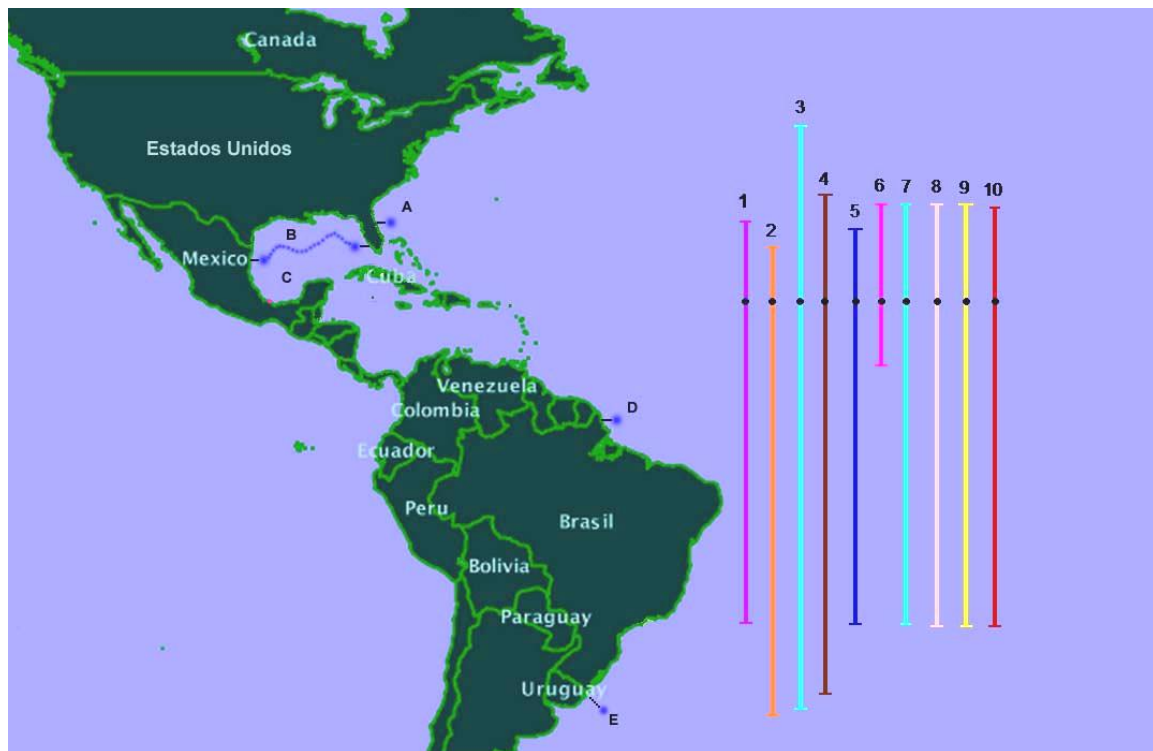 Canada
Estados Unidos
Mexico
Cuba
Venezuela
Colombia
Ecuador
Peru
Brasil
Bolivia
Paraguay
Uruguay
A
B
C
D
E
1
2
3
4
5
6
7
8
9
10